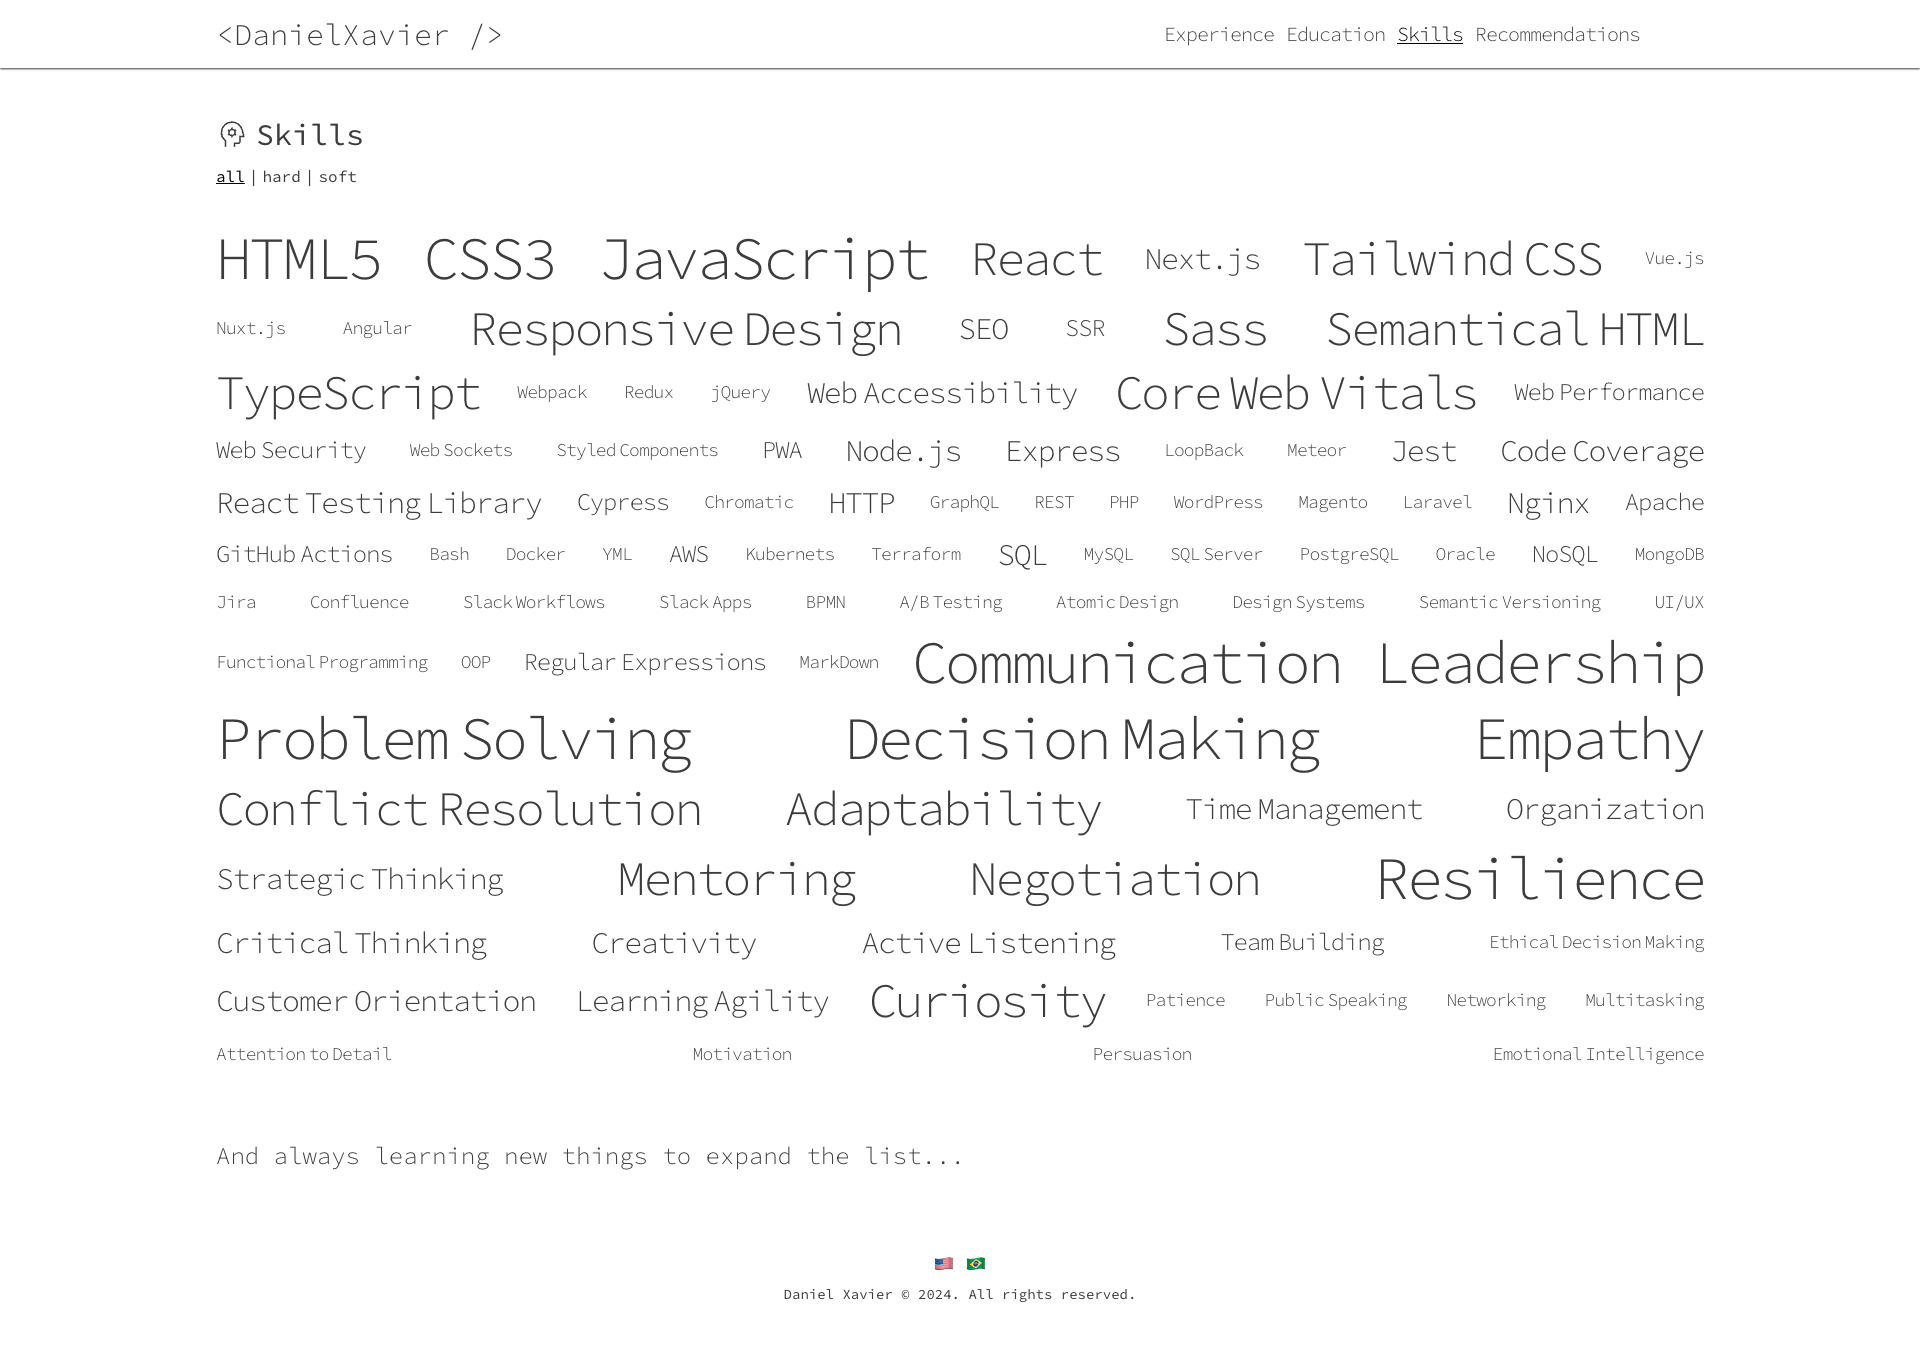 <DanielXavier />
Experience Education Skills Recommendations
Skills
all | hard | soft
HTML5 CSS3 JavaScript React Next.js Tailwind CSS Vue.js
Nuxt.js Angular Responsive Design SEO SSR Sass Semantical HTML
TypeScript Webpack Redux jQuery Web Accessibility Core Web Vitals Web Performance
Web Security Web Sockets Styled Components PWA Node.js Express LoopBack Meteor Jest Code Coverage
React Testing Library Cypress Chromatic HTTP GraphQL REST PHP WordPress Magento Laravel Nginx Apache
GitHub Actions Bash Docker YML AWS Kubernets Terraform SQL MySQL SQL Server PostgreSQL Oracle NoSQL MongoDB
Jira Confluence Slack Workflows Slack Apps BPMN A/B Testing Atomic Design Design Systems Semantic Versioning UI/UX
Functional Programming OOP Regular Expressions MarkDown Communication Leadership
Problem Solving Decision Making Empathy
Conflict Resolution Adaptability Time Management Organization
Strategic Thinking Mentoring Negotiation Resilience
Critical Thinking Creativity Active Listening Team Building Ethical Decision Making
Customer Orientation Learning Agility Curiosity Patience Public Speaking Networking Multitasking
Attention to Detail Motivation Persuasion Emotional Intelligence
And always learning new things to expand the list...
Daniel Xavier © 2024. All rights reserved.